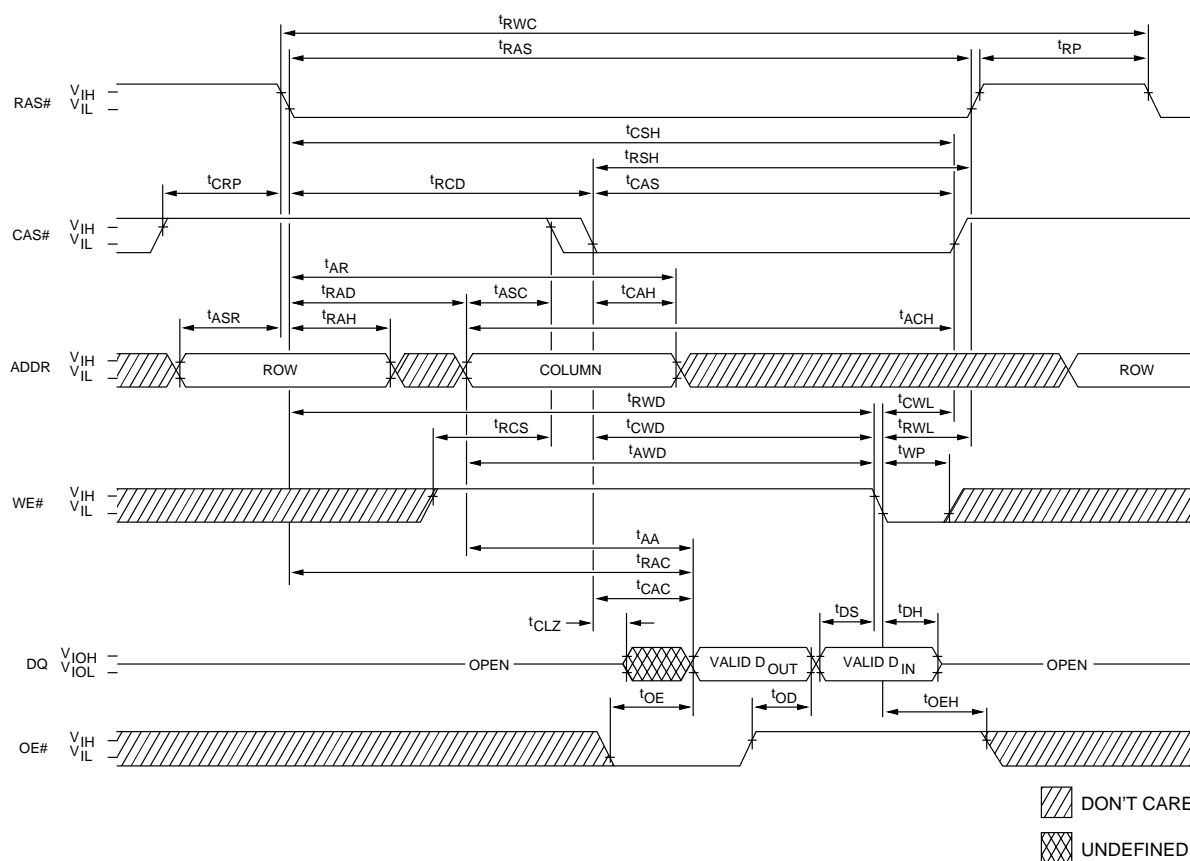 tRWC
tRAS
tRP
RAS#
VIH
VIL
tCSH
tRSH
tCRP
tRCD
tCAS
CAS#
VIH
VIL
tAR
tRAD
tASC
tCAH
tASR
tRAH
tACH
ADDR
VIH
VIL
ROW
COLUMN
ROW
tRWD
tCWL
tRCS
tCWD
tRWL
tAWD
tWP
WE#
VIH
VIL
tAA
tRAC
tCAC
tCLZ
tDS
tDH
DQ
VIOH
VIOL
OPEN
VALID DOUT
VALID DIN
OPEN
tOE
tOD
tOEH
OE#
VIH
VIL
DON'T CARE
UNDEFINED